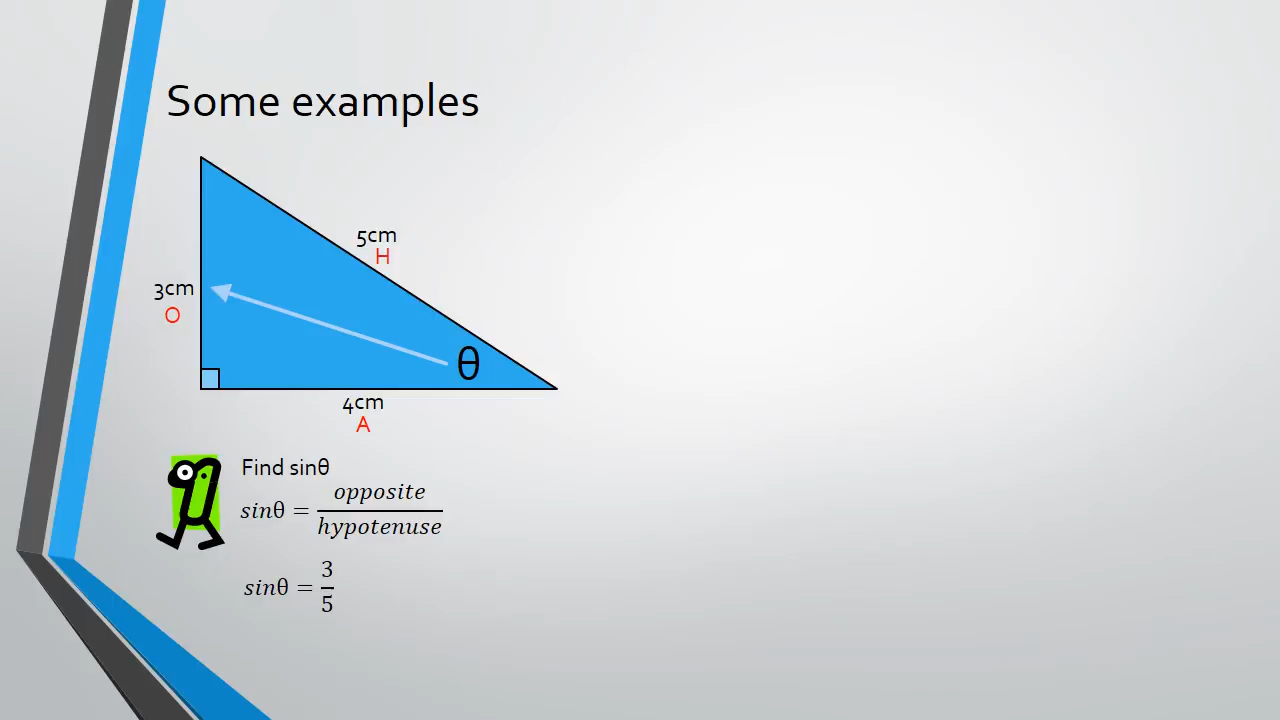 Some examples
5cm
H
3cm
O
θ
4cm
A
Find sinθ
sinθ = opposite/hypotenuse
sinθ = 3/5